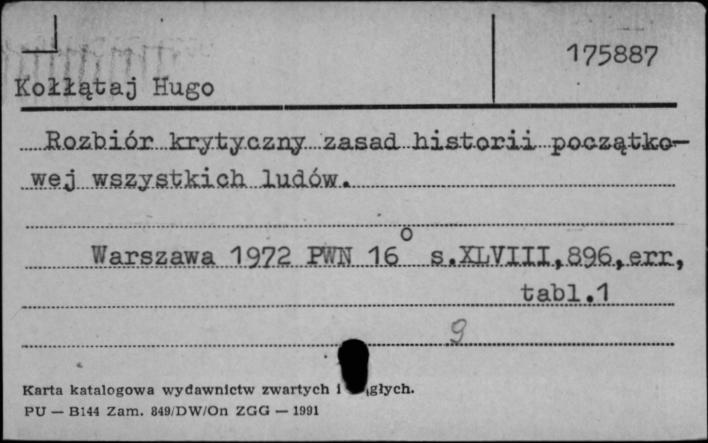 175887
Kołłątaj Hugo
Rozbiór krytyczny zasad historii początko-
wej wszystkich ludów.
Warszawa 1972 PWN 16° s.XLVIII,896,err,
tabl.1
9
Karta katalogowa wydawnictw zwartych i
PU — B144 Zam. 849/DW/On ZGG — 1991